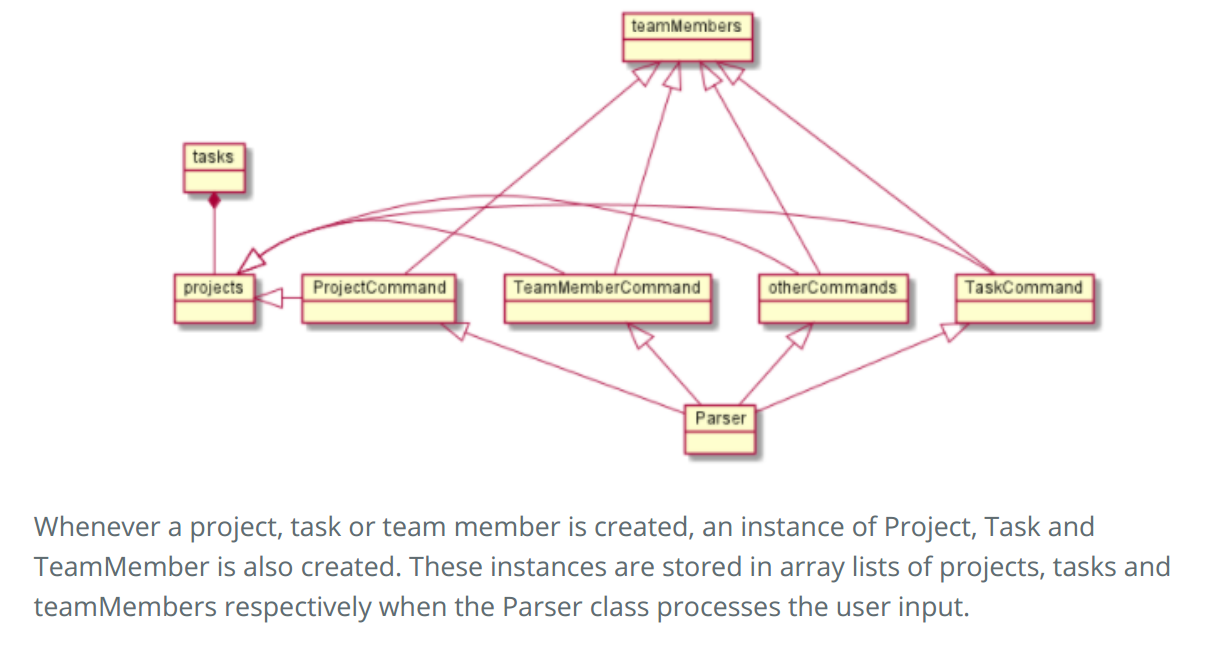 teamMembers
tasks
projects
ProjectCommand
TeamMemberCommand
otherCommands
TaskCommand
Parser
Whenever a project, task or team member is created, an instance of Project, Task and
TeamMember is also created. These instances are stored in array lists of projects, tasks and
teamMembers respectively when the Parser class processes the user input.